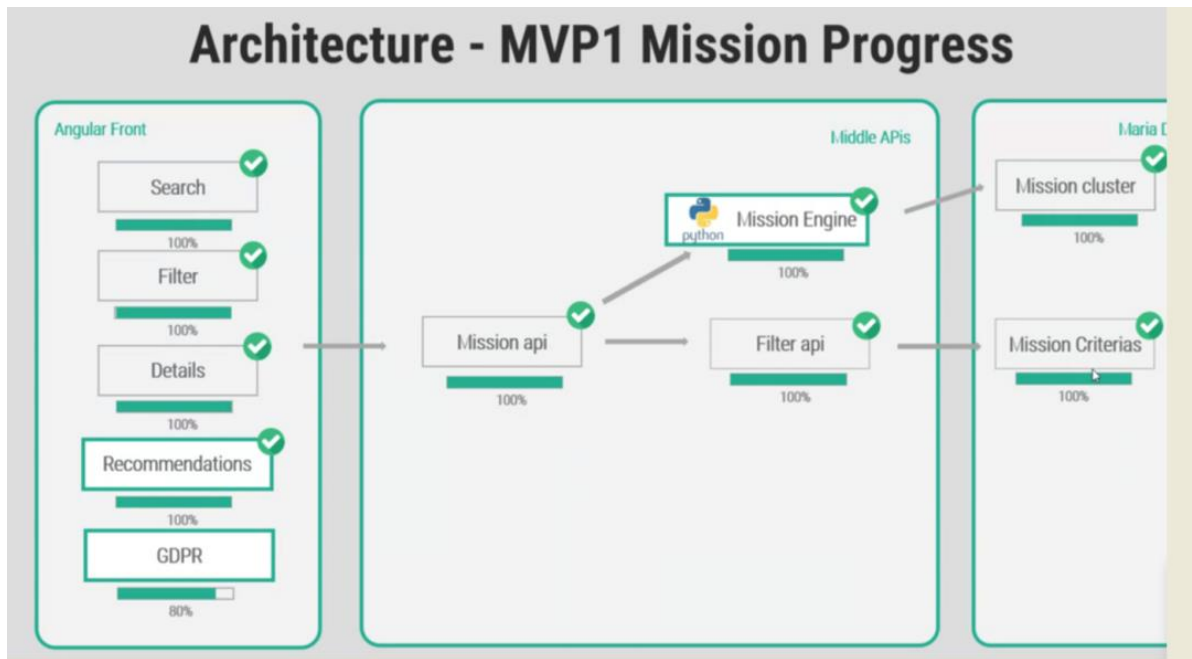 Architecture - MVP1 Mission Progress
Angular Front
Search
100%
Filter
100%
Details
100%
Recommendations
100%
GDPR
80%
Middle APis
python
Mission Engine
100%
Mission api
100%
Filter api
100%
Maria
Mission cluster
100%
Mission Criterias
100%